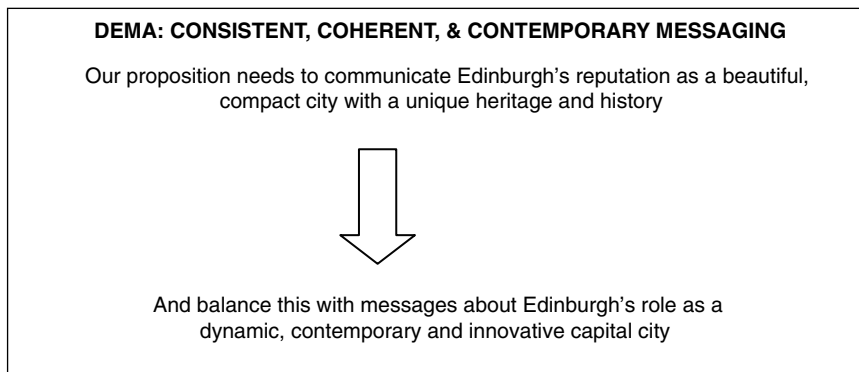 DEMA: CONSISTENT, COHERENT, & CONTEMPORARY MESSAGING
Our proposition needs to communicate Edinburgh’s reputation as a beautiful,
compact city with a unique heritage and history
And balance this with messages about Edinburgh’s role as a
dynamic, contemporary and innovative capital city